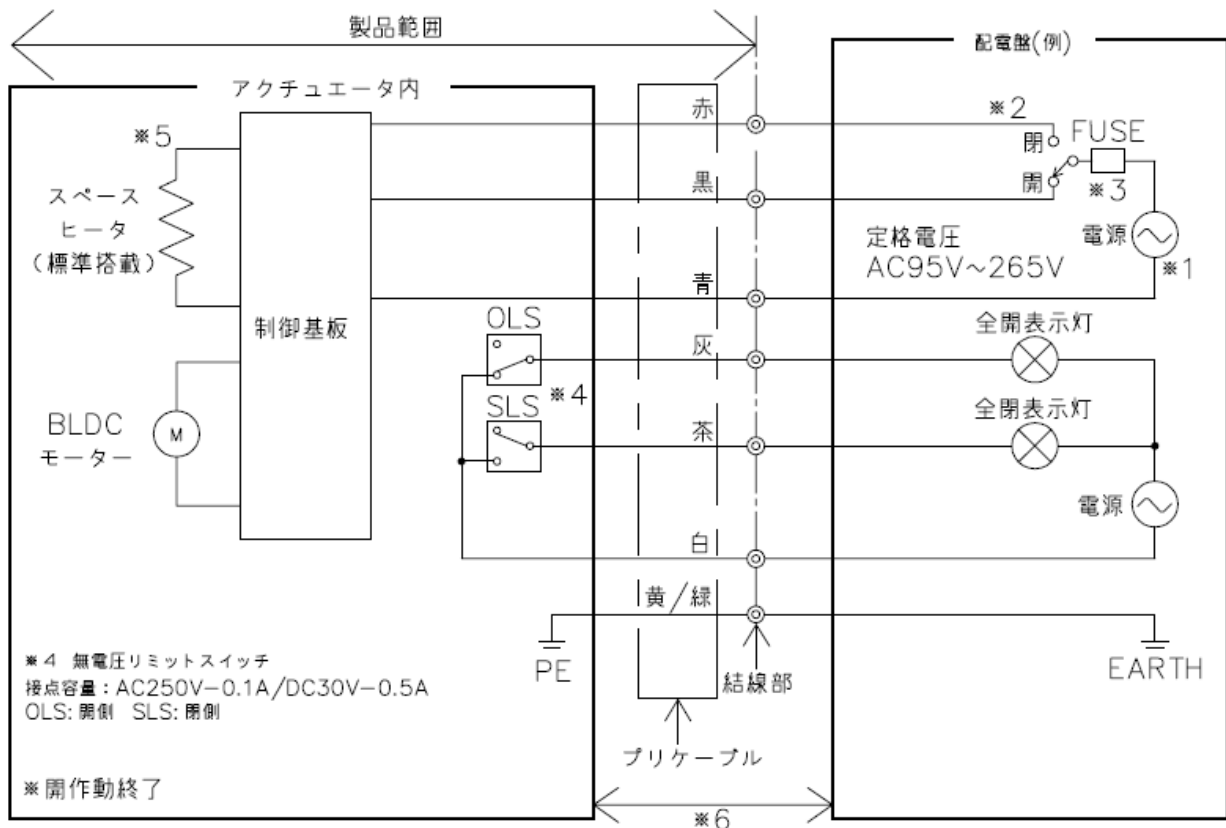 製品範囲
配電盤(例)
アクチュエータ内
赤
※2
閉
FUSE
※5
黒
開
※3
スペース
ヒータ
(標準搭載)
定格電圧
AC95V～265V
電源
※1
青
制御基板
OLS
灰
全開表示灯
※4
SLS
茶
全閉表示灯
BLDC
モーター
M
電源
白
黄/緑
PE
EARTH
※4 無電圧リミットスイッチ
接点容量:AC250V-0.1A/DC30V-0.5A
OLS:開側 SLS:閉側
結線部
プリケーブル
※開作動終了
※6